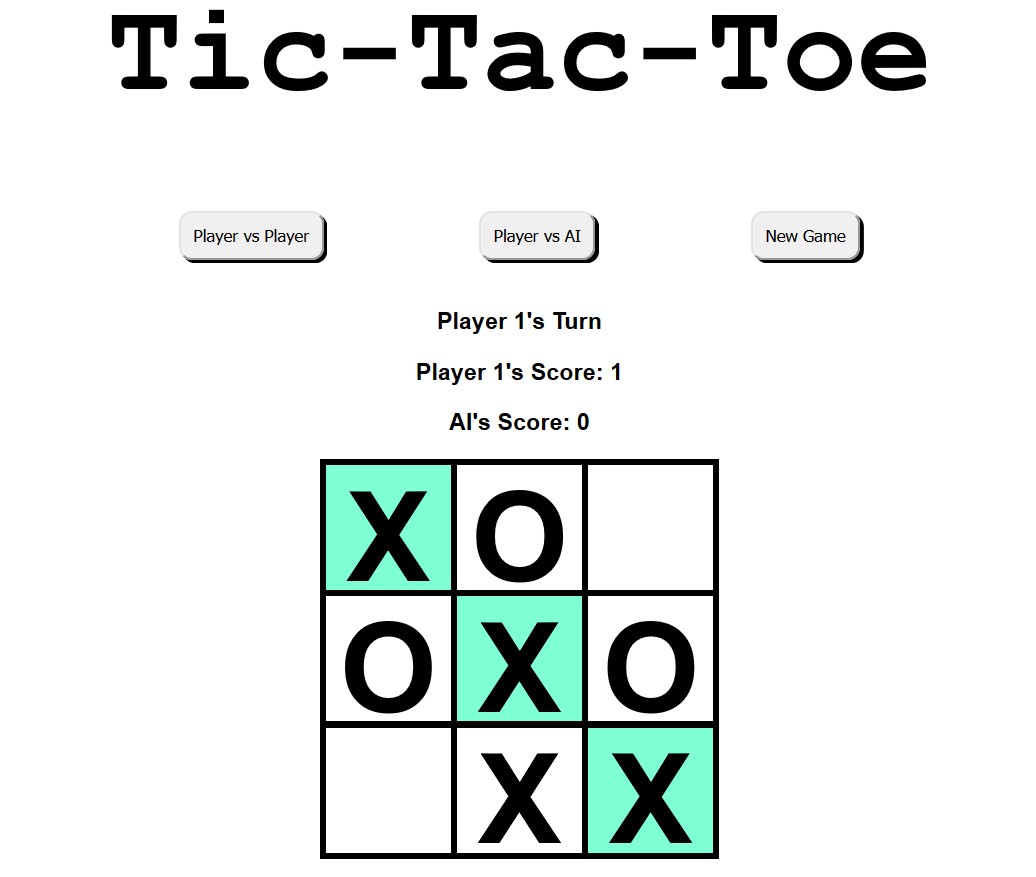 Tic-Tac-Toe
Player vs Player Player vs AI New Game
Player 1's Turn
Player 1's Score: 1
AI's Score: 0
X O
O X O
X X